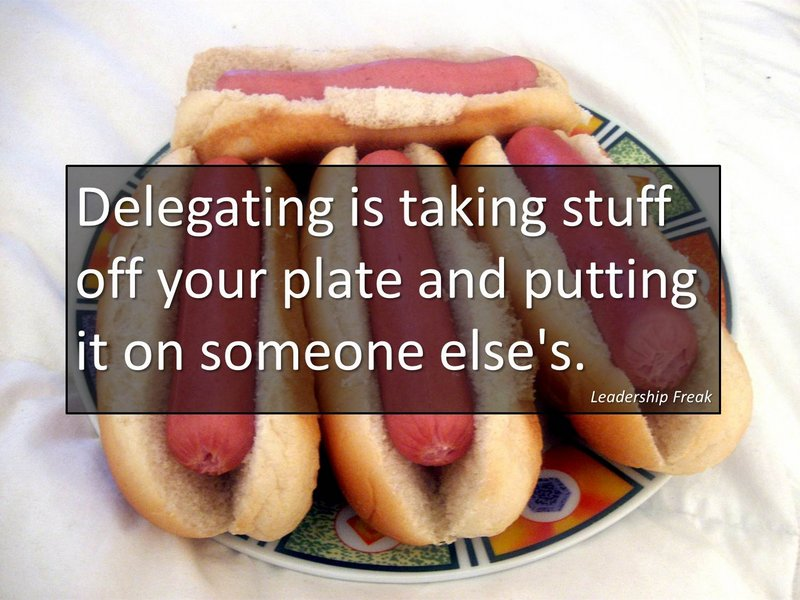 Delegating is taking stuff
off your plate and putting
it on someone else's.
Leadership Freak